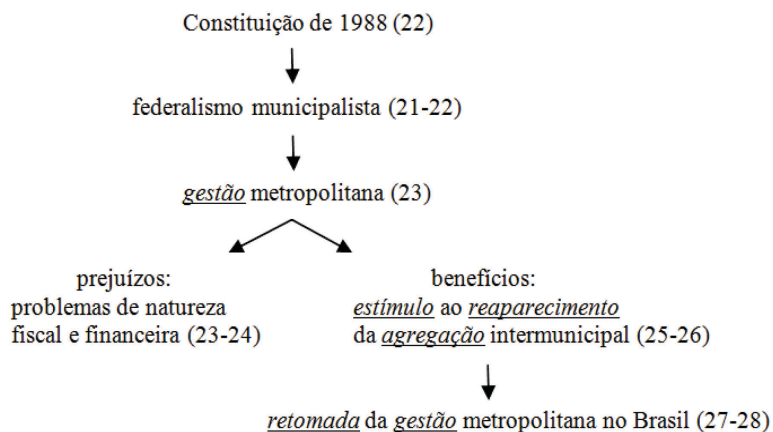 Constituição de 1988 (22)
federalismo municipalista (21-22)
gestão metropolitana (23)
prejuízos:
problemas de natureza
fiscal e financeira (23-24)
benefícios:
estímulo ao reaparecimento
da agregação intermunicipal (25-26)
retomada da gestão metropolitana no Brasil (27-28)